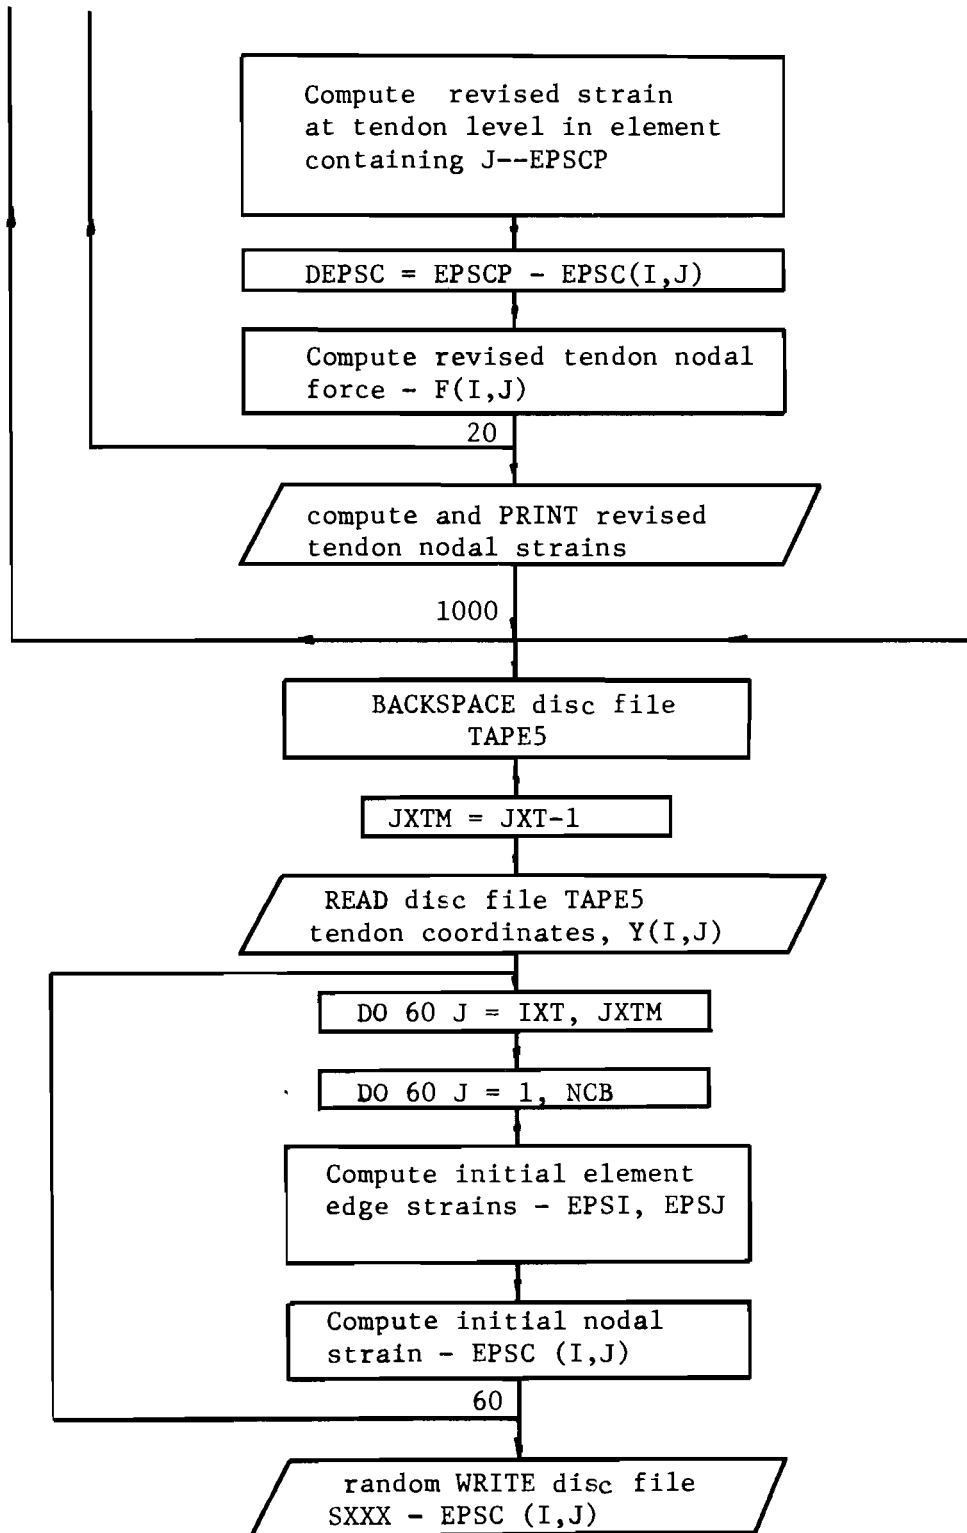 Compute revised strain
at tendon level in element
containing J--EPSCP
DEPSC = EPSCP - EPSC(I,J)
Compute revised tendon nodal
force - F(I,J)
20
compute and PRINT revised
tendon nodal strains
1000
BACKSPACE disc file
TAPE5
JXTM = JXT-1
READ disc file TAPE5
tendon coordinates, Y(I,J)
DO 60 J = IXT, JXTM
DO 60 J = 1, NCB
Compute initial element
edge strains - EPSI, EPSJ
Compute initial nodal
strain - EPSC (I,J)
60
random WRITE disc file
SXXX - EPSC (I,J)